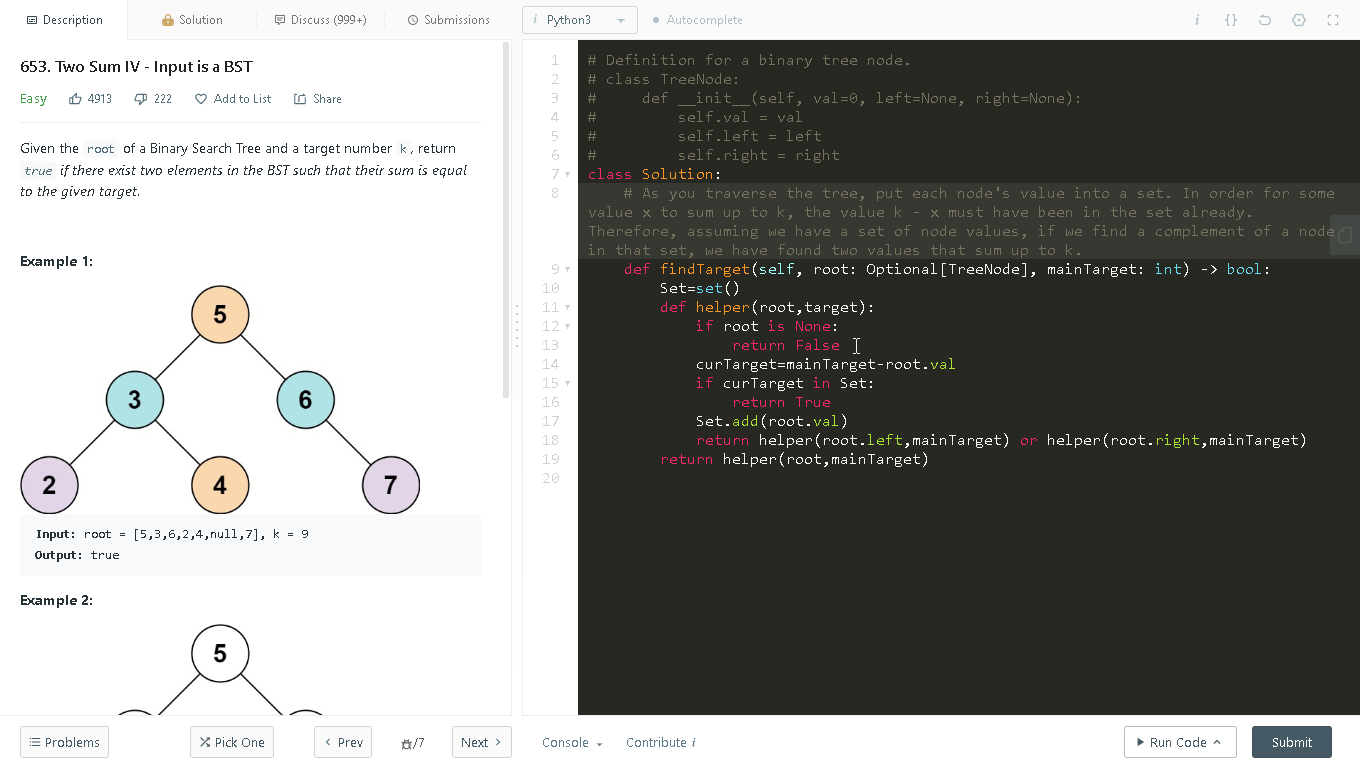 Description
Solution
Discuss (999+)
Submissions
i Python3
Autocomplete
i {}
653. Two Sum IV - Input is a BST
Easy 4913 222 Add to List Share
Given the root of a Binary Search Tree and a target number k, return
true if there exist two elements in the BST such that their sum is equal
to the given target.
Example 1:
5
3 6
2 4 7
Input: root = [5,3,6,2,4,null,7], k = 9
Output: true
Example 2:
5
1 # Definition for a binary tree node.
2 # class TreeNode:
3 #     def __init__(self, val=0, left=None, right=None):
4 #         self.val = val
5 #         self.left = left
6 #         self.right = right
7 class Solution:
8     # As you traverse the tree, put each node's value into a set. In order for some
value x to sum up to k, the value k - x must have been in the set already.
Therefore, assuming we have a set of node values, if we find a complement of a node
in that set, we have found two values that sum up to k.
9     def findTarget(self, root: Optional[TreeNode], mainTarget: int) -> bool:
10         Set=set()
11         def helper(root,target):
12             if root is None:
13                 return False
14             curTarget=mainTarget-root.val
15             if curTarget in Set:
16                 return True
17             Set.add(root.val)
18             return helper(root.left,mainTarget) or helper(root.right,mainTarget)
19         return helper(root,mainTarget)
20
Problems
Pick One
Prev
/7
Next
Console
Contribute i
Run Code
Submit